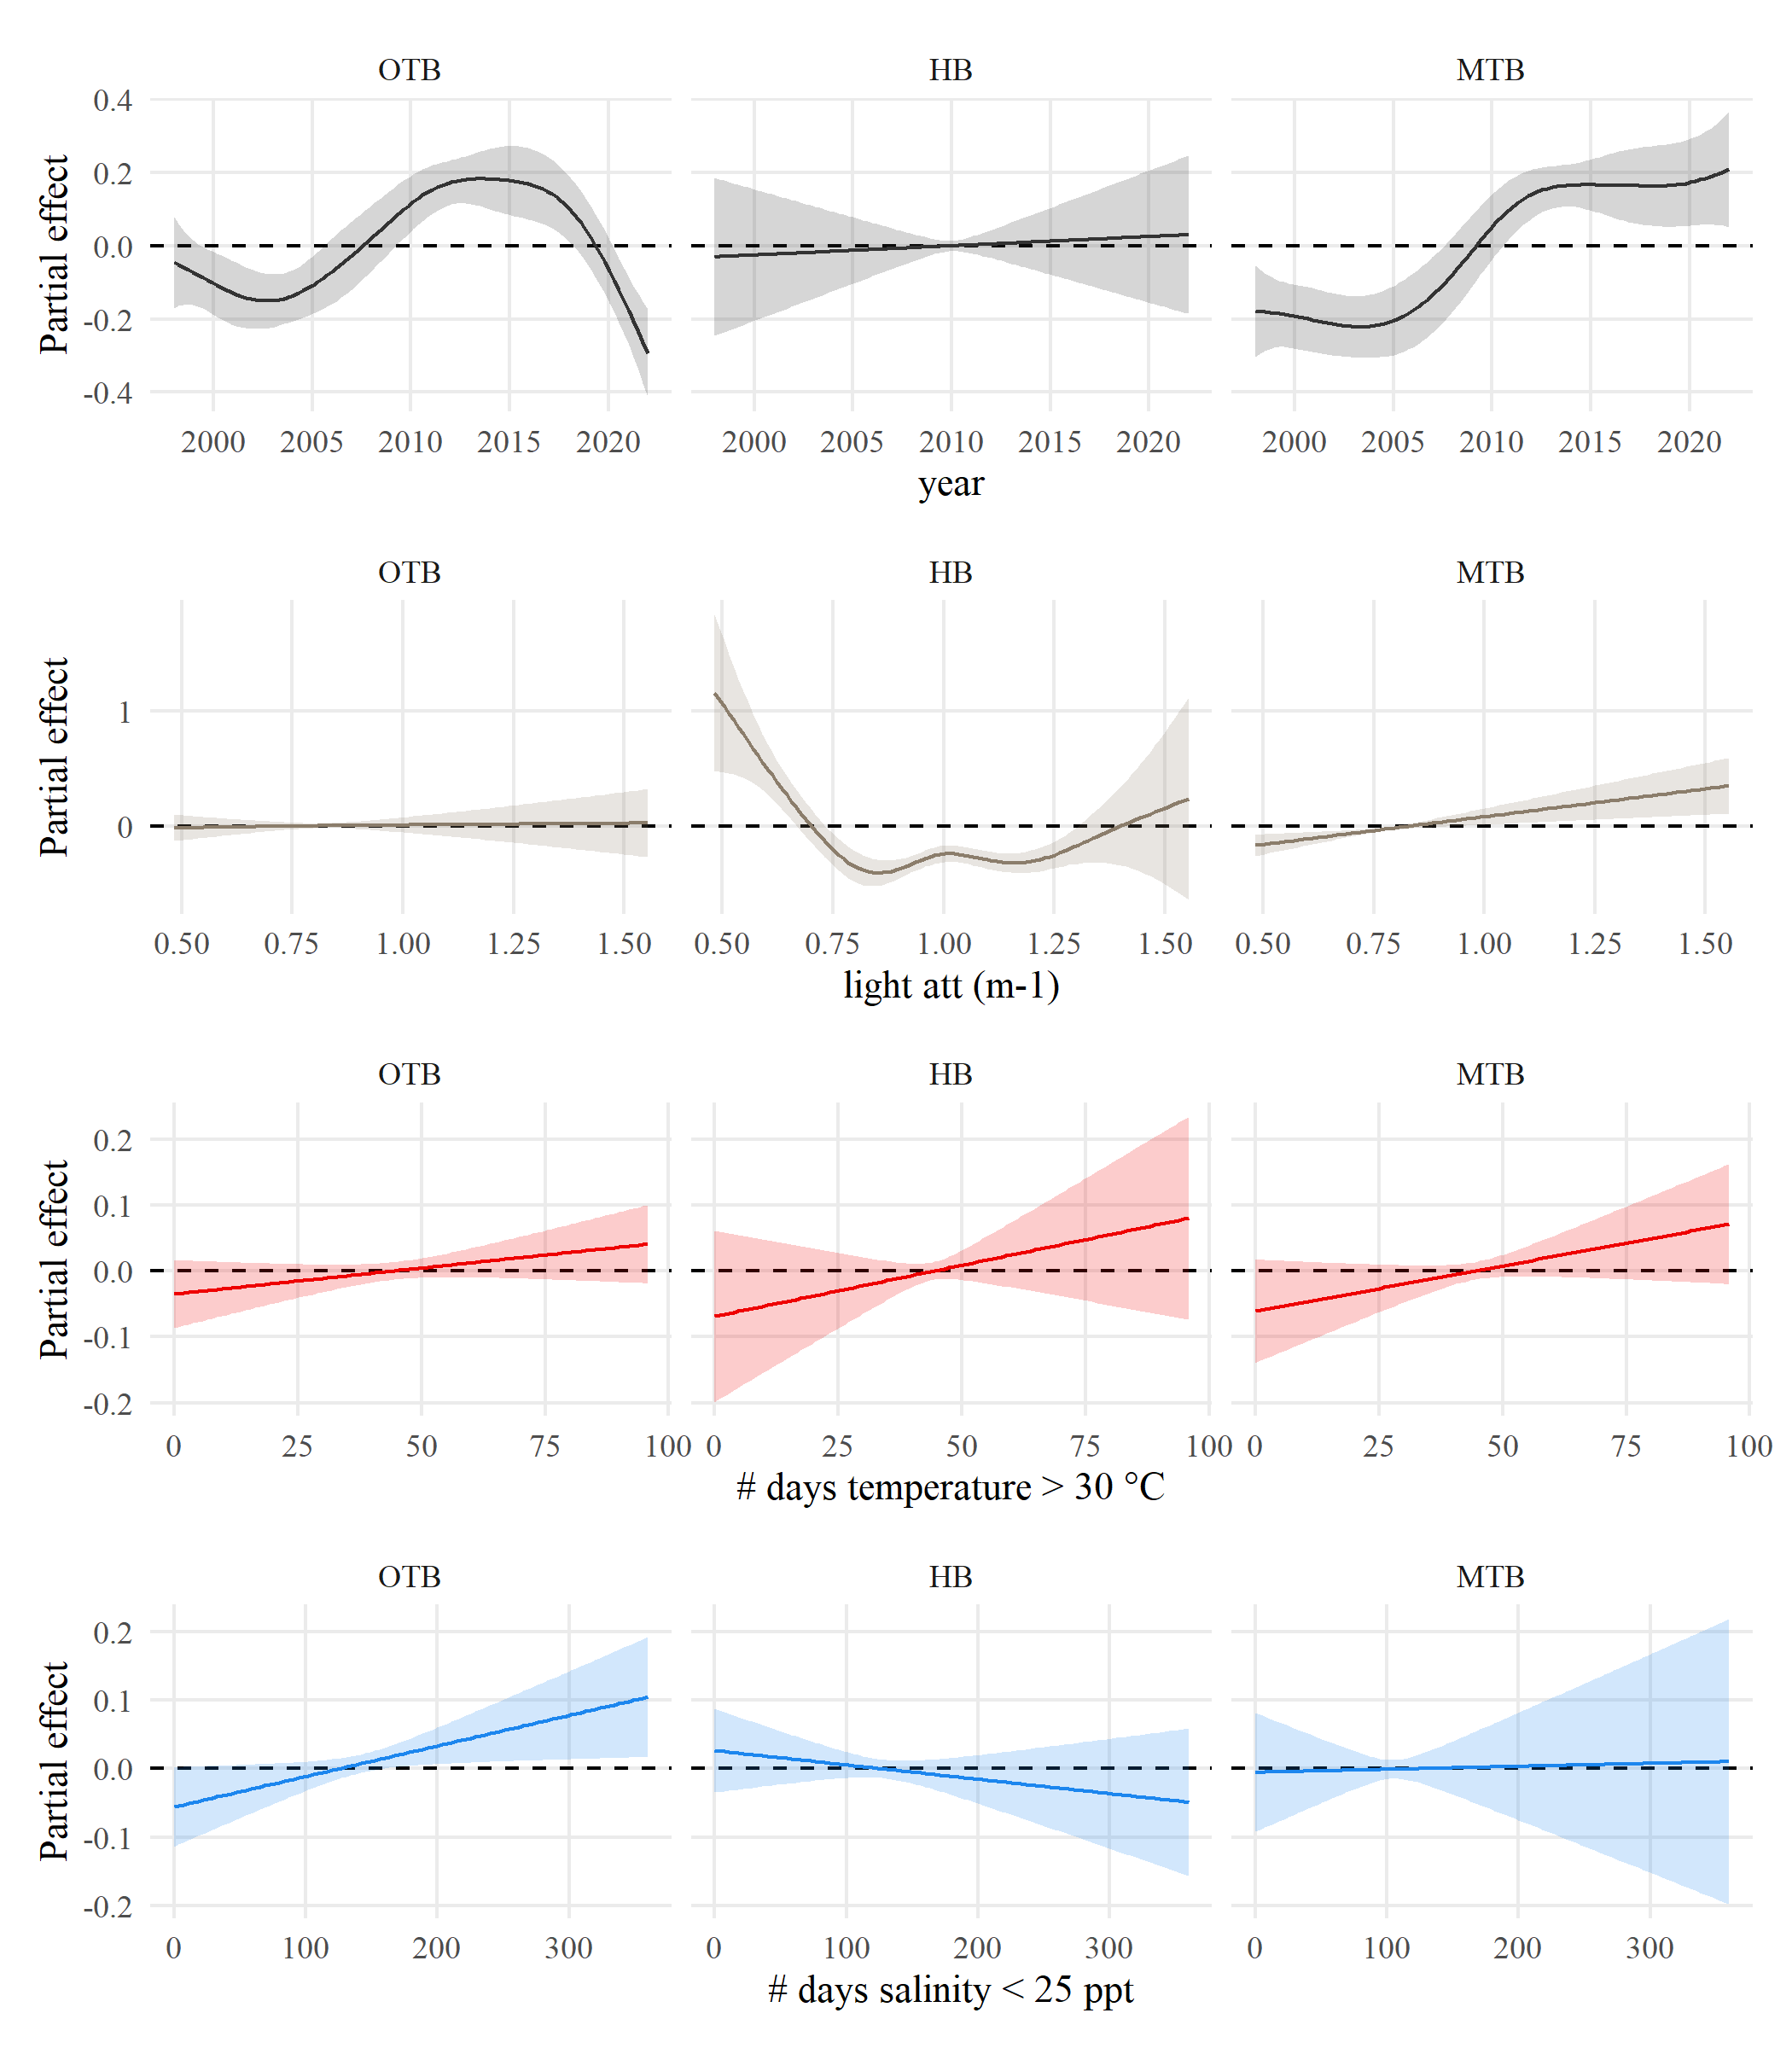 OTB HB MTB
0.4
0.2
0.0
-0.2
-0.4
Partial effect
2000 2005 2010 2015 2020 2000 2005 2010 2015 2020 2000 2005 2010 2015 2020
year
OTB HB MTB
1
0
Partial effect
0.50 0.75 1.00 1.25 1.50 0.50 0.75 1.00 1.25 1.50 0.50 0.75 1.00 1.25 1.50
light att (m-1)
OTB HB MTB
0.2
0.1
0.0
-0.1
-0.2
Partial effect
0 25 50 75 100 0 25 50 75 100 0 25 50 75 100
# days temperature > 30 °C
OTB HB MTB
0.2
0.1
0.0
-0.1
-0.2
Partial effect
0 100 200 300 0 100 200 300 0 100 200 300
# days salinity < 25 ppt